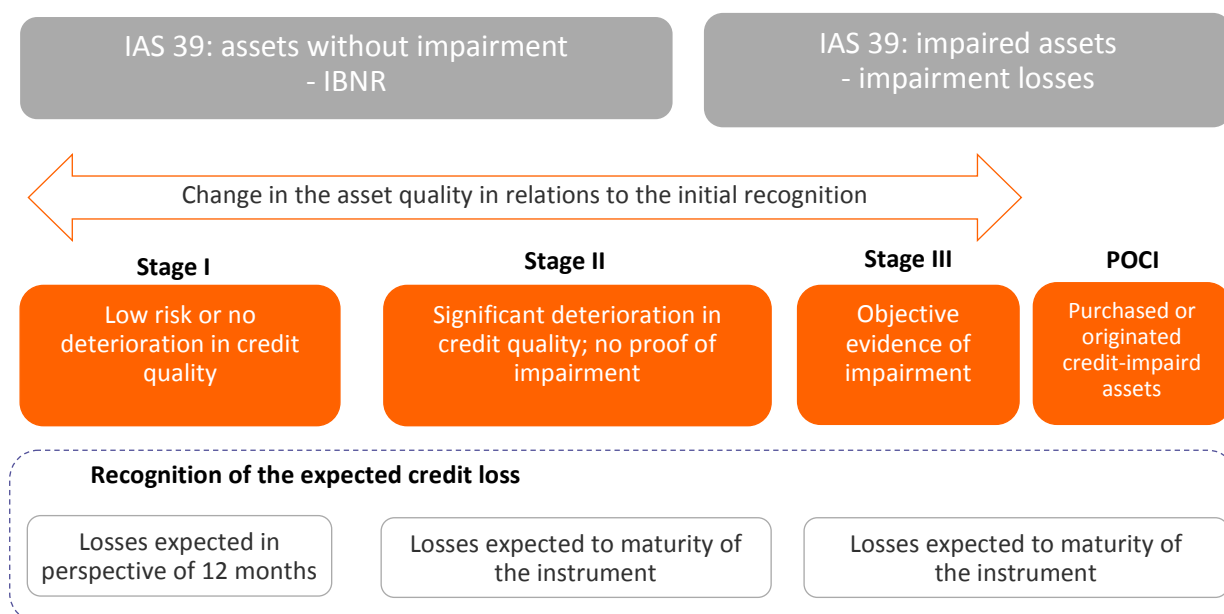 IAS 39: assets without impairment
- IBNR
IAS 39: impaired assets
- impairment losses
Change in the asset quality in relations to the initial recognition
Stage I
Stage II
Stage III
POCI
Low risk or no
deterioration in credit
quality
Significant deterioration in
credit quality; no proof of
impairment
Objective
evidence of
impairment
Purchased or
originated
credit-impaird
assets
Recognition of the expected credit loss
Losses expected in
perspective of 12 months
Losses expected to maturity of
the instrument
Losses expected to maturity of
the instrument